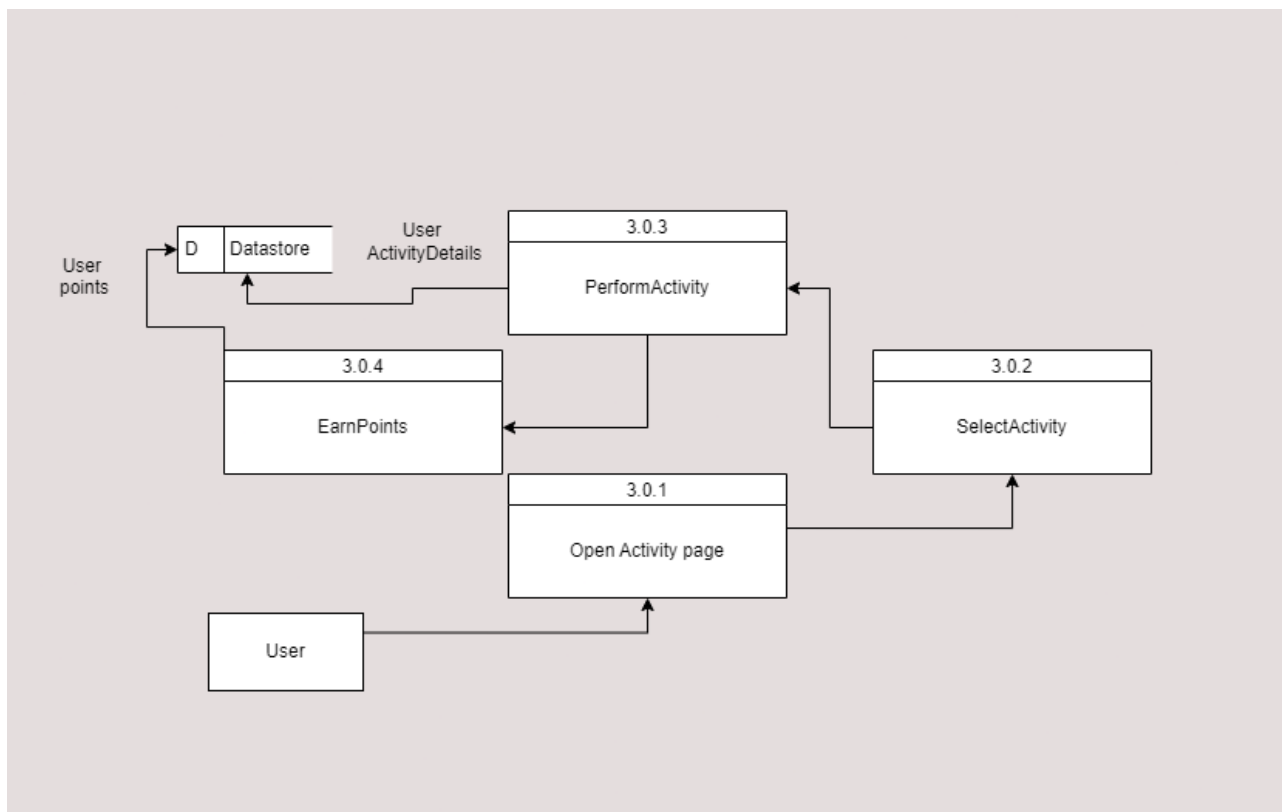 3.0.3
PerformActivity
User
ActivityDetails
D
Datastore
User
points
3.0.4
EarnPoints
3.0.2
SelectActivity
3.0.1
Open Activity page
User